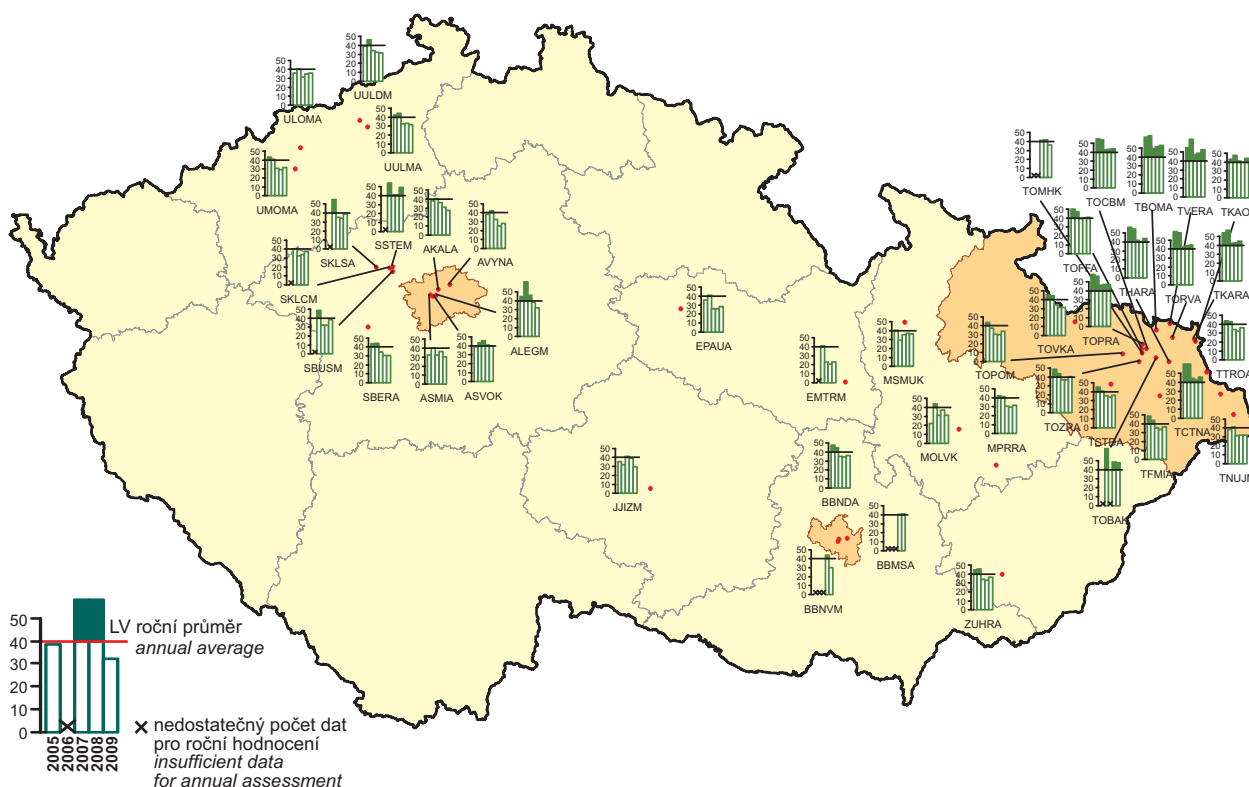 UULDM
ULOMA
UULMA
UMOMA
SKLSA
SSTEM
AKALA
AVYNA
SKLCM
SBUSM
SBERA
ASMIA
ASVOK
ALEGM
EPAUA
EMTRM
JJIZM
MSMUK
MOLVK
MPRRA
BBNDA
BBMSA
BBNVM
ZUHRA
TOMHK
TOCBM
TBOMA
TVERA
TKAO
TOPFA
THARA
TORVA
TKARA
TOVKA
TOPRA
TOPOM
TTROA
TOZRA
TSTDA
TCTNA
TFMIA
TNUJM
TOBAK
50
40
30
20
10
0
LV roční průměr
annual average
2005
2006
2007
2008
2009
× nedostatečný počet dat
pro roční hodnocení
insufficient data
for annual assessment